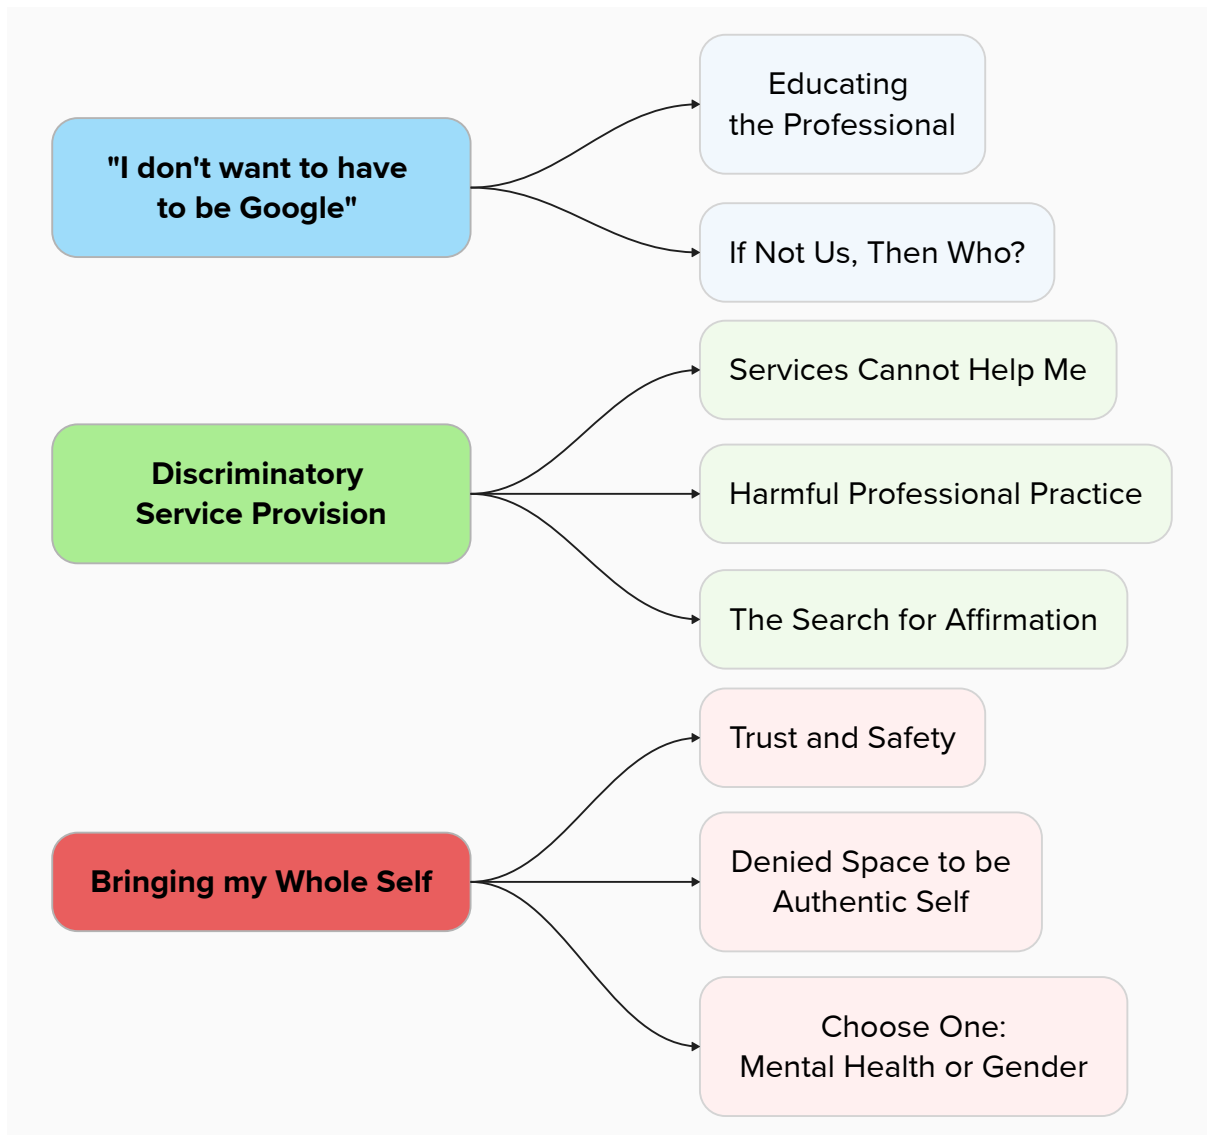 "I don't want to have
to be Google"
Educating
the Professional
If Not Us, Then Who?
Discriminatory
Service Provision
Services Cannot Help Me
Harmful Professional Practice
The Search for Affirmation
Bringing my Whole Self
Trust and Safety
Denied Space to be
Authentic Self
Choose One:
Mental Health or Gender